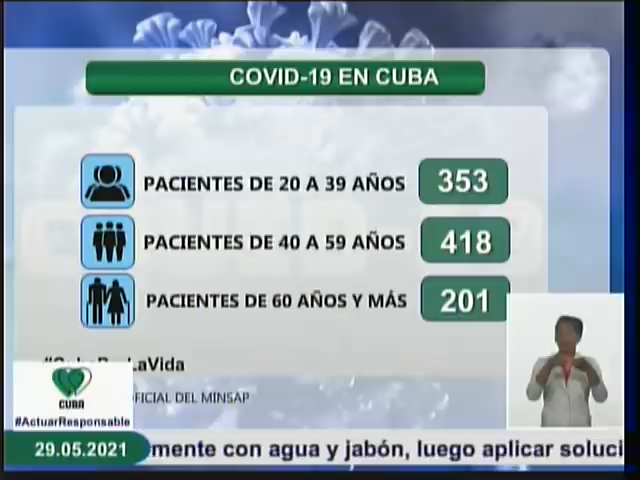 COVID-19 EN CUBA
PACIENTES DE 20 A 39 AÑOS 353
PACIENTES DE 40 A 59 AÑOS 418
PACIENTES DE 60 AÑOS Y MÁS 201
LaVida
OFICIAL DEL MINSAP
CUBA
#ActuarResponsable
29.05.2021 mente con agua y jabón, luego aplicar soluci